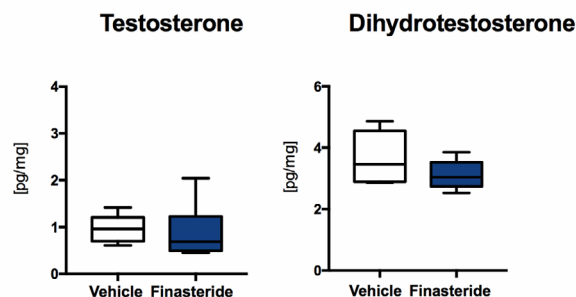 Testosterone
4
3
2
1
0
[pg/mg]
Vehicle Finasteride
Dihydrotestosterone
6
4
2
0
[pg/mg]
Vehicle Finasteride